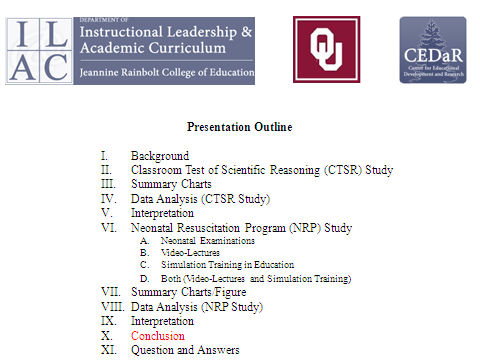 I L
A C
DEPARTMENT OF
Instructional Leadership &
Academic Curriculum
Jeannine Rainbolt College of Education
OU
CEDaR
Center for Educational
Development and Research
Presentation Outline
I. Background
II. Classroom Test of Scientific Reasoning (CTSR) Study
III. Summary Charts
IV. Data Analysis (CTSR Study)
V. Interpretation
VI. Neonatal Resuscitation Program (NRP) Study
A. Neonatal Examinations
B. Video-Lectures
C. Simulation Training in Education
D. Both (Video-Lectures and Simulation Training)
VII. Summary Charts/Figure
VIII. Data Analysis (NRP Study)
IX. Interpretation
X. Conclusion
XI. Question and Answers